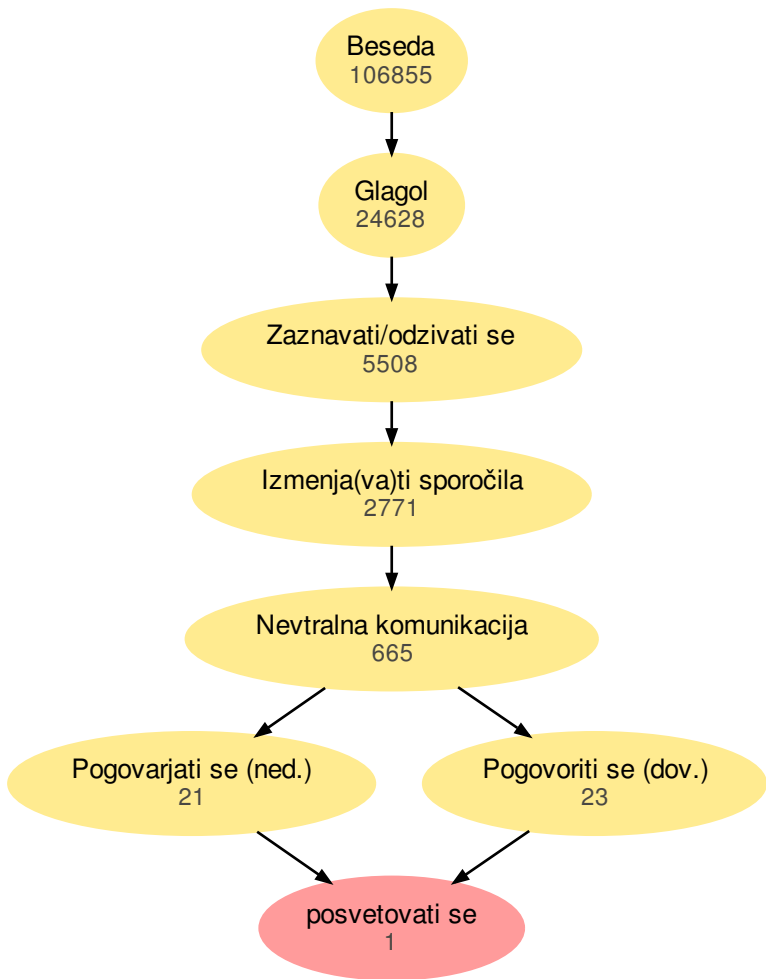 Beseda
106855
Glagol
24628
Zaznavati/odzivati se
5508
Izmenja(va)ti sporočila
2771
Nevtralna komunikacija
665
Pogovarjati se (ned.)
21
Pogovoriti se (dov.)
23
posvetovati se
1